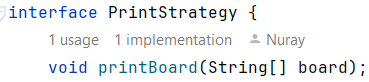 interface PrintStrategy {
1 usage 1 implementation Nuray
void printBoard(String[] board);